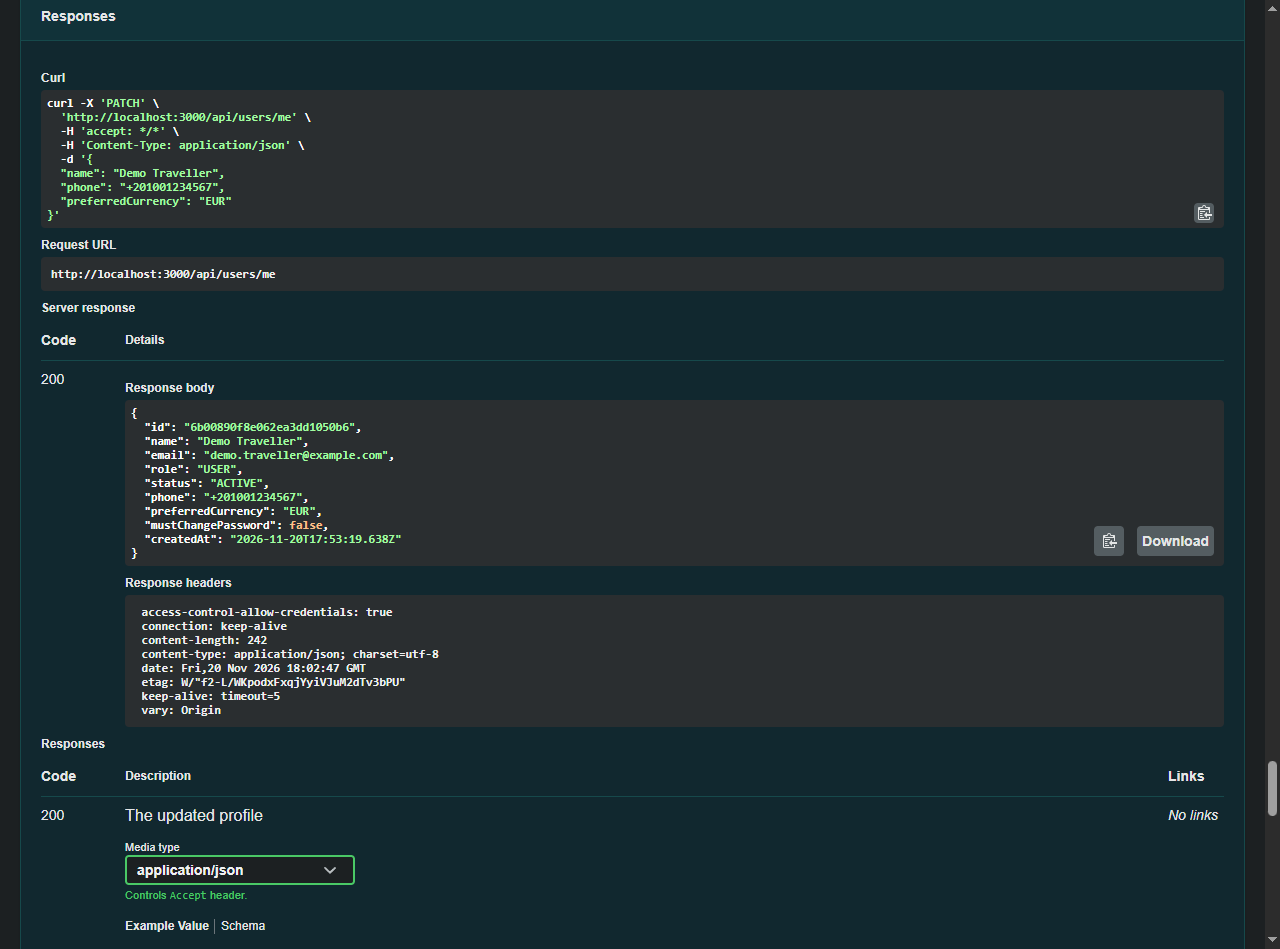 Responses
Curl
curl -X 'PATCH' \
  'http://localhost:3000/api/users/me' \
  -H 'accept: */*' \
  -H 'Content-Type: application/json' \
  -d '{
  "name": "Demo Traveller",
  "phone": "+201001234567",
  "preferredCurrency": "EUR"
}'
Request URL
http://localhost:3000/api/users/me
Server response
Code Details
200
Response body
{
  "id": "6b00890f8e062ea3dd1050b6",
  "name": "Demo Traveller",
  "email": "demo.traveller@example.com",
  "role": "USER",
  "status": "ACTIVE",
  "phone": "+201001234567",
  "preferredCurrency": "EUR",
  "mustChangePassword": false,
  "createdAt": "2026-11-20T17:53:19.638Z"
}
Download
Response headers
access-control-allow-credentials: true
connection: keep-alive
content-length: 242
content-type: application/json; charset=utf-8
date: Fri,20 Nov 2026 18:02:47 GMT
etag: W/"f2-L/WKpodxFxqjYyiVJuM2dTv3bPU"
keep-alive: timeout=5
vary: Origin
Responses
Code Description Links
200 The updated profile No links
Media type
application/json
Controls Accept header.
Example Value Schema